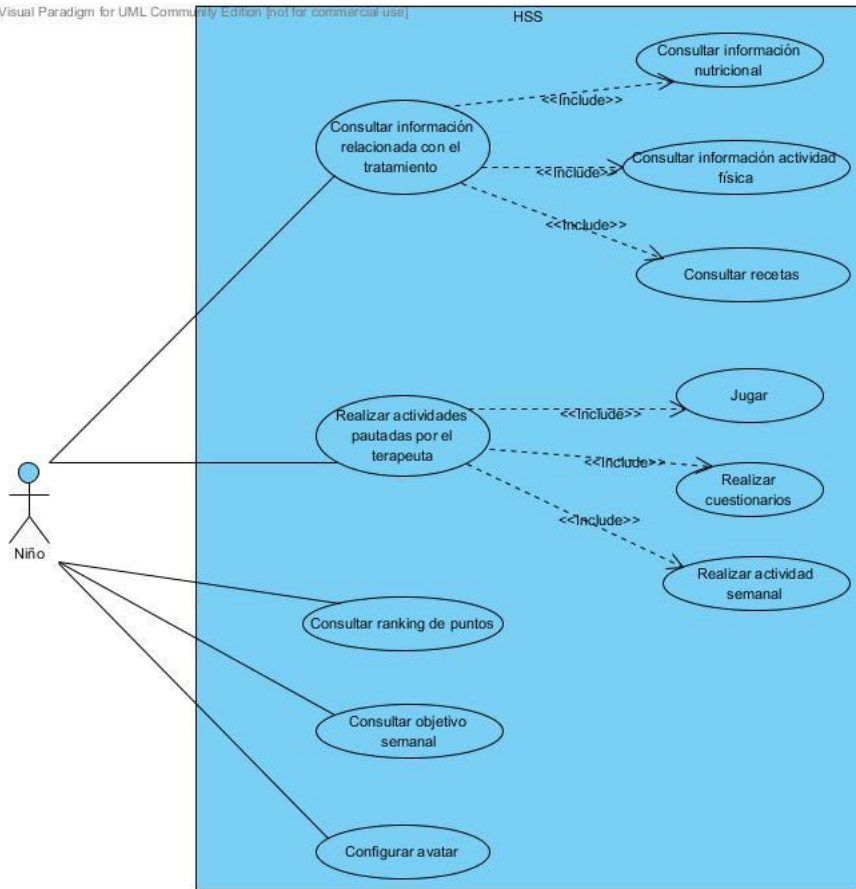 Visual Paradigm for UML Community Edition [not for commercial use]
HSS
Consultar información
nutricional
<<Include>>
Consultar información
relacionada con el
tratamiento
Consultar información actividad
física
<<Include>>
<<Include>>
Consultar recetas
Jugar
<<Include>>
Realizar actividades
pautadas por el
terapeuta
<<Include>>
Realizar
cuestionarios
<<Include>>
Realizar actividad
semanal
Niño
Consultar ranking de puntos
Consultar objetivo
semanal
Configurar avatar